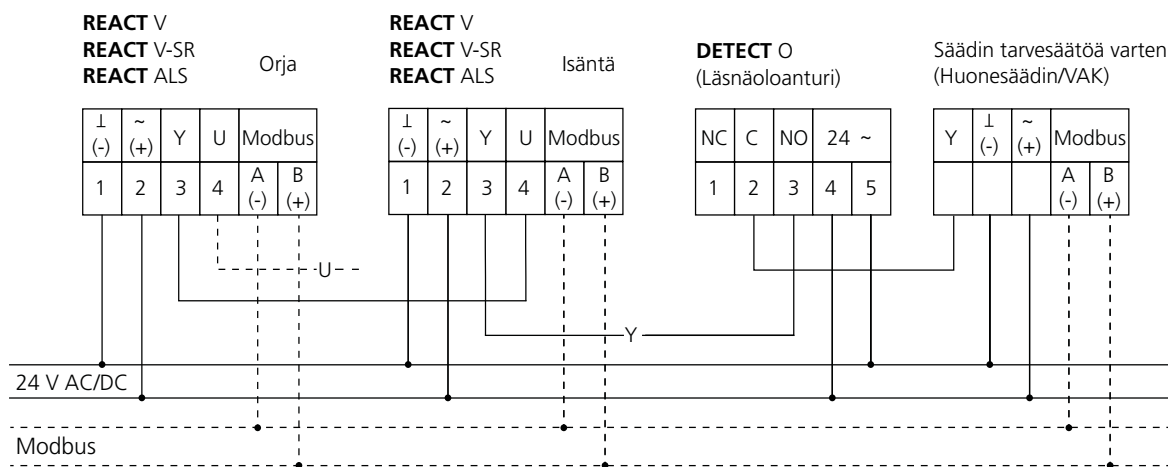 REACT V
REACT V-SR
REACT ALS
Orja
REACT V
REACT V-SR
REACT ALS
Isäntä
DETECT O
(Läsnäoloanturi)
Säädin tarvesäätöä varten
(Huonesäädin/VAK)
⊥ ~ Y U Modbus
(-) (+)
1 2 3 4 A B
(-) (+)
⊥ ~ Y U Modbus
(-) (+)
1 2 3 4 A B
(-) (+)
NC C NO 24 ~
1 2 3 4 5
Y ⊥ ~ Modbus
(-) (+)
A B
(-) (+)
U
Y
24 V AC/DC
Modbus